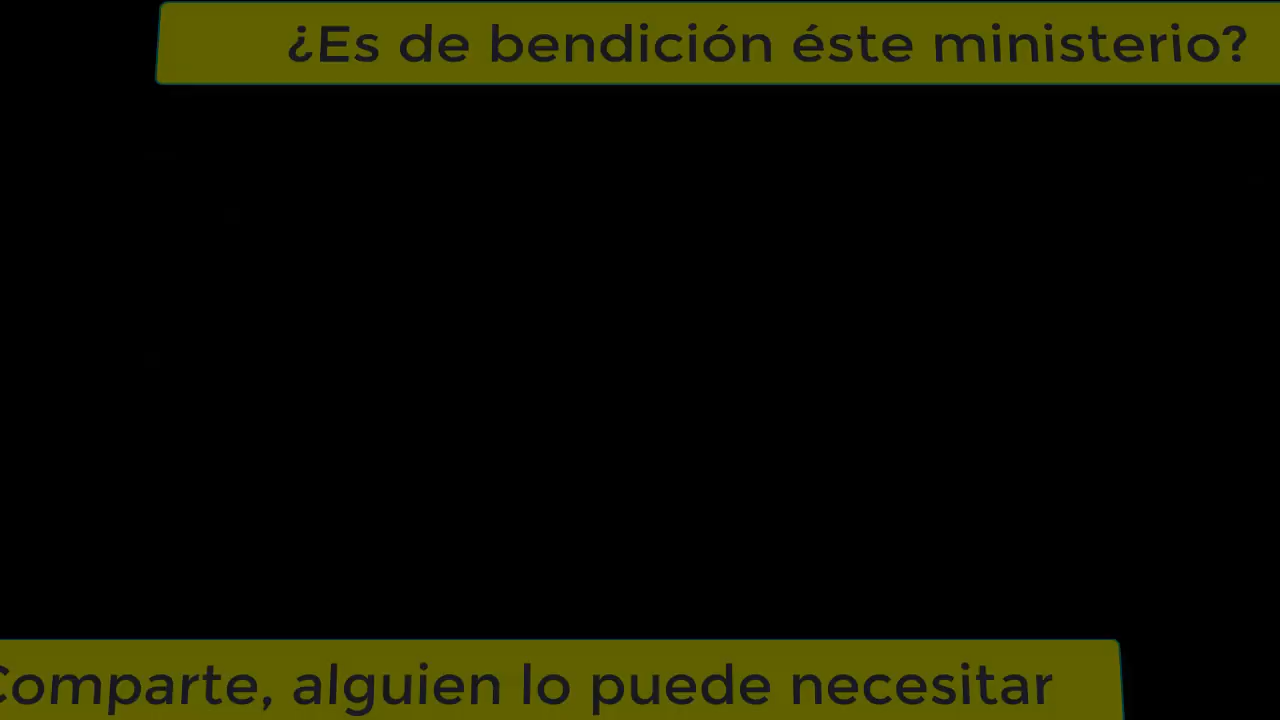 ¿Es de bendición éste ministerio?
Comparte, alguien lo puede necesitar